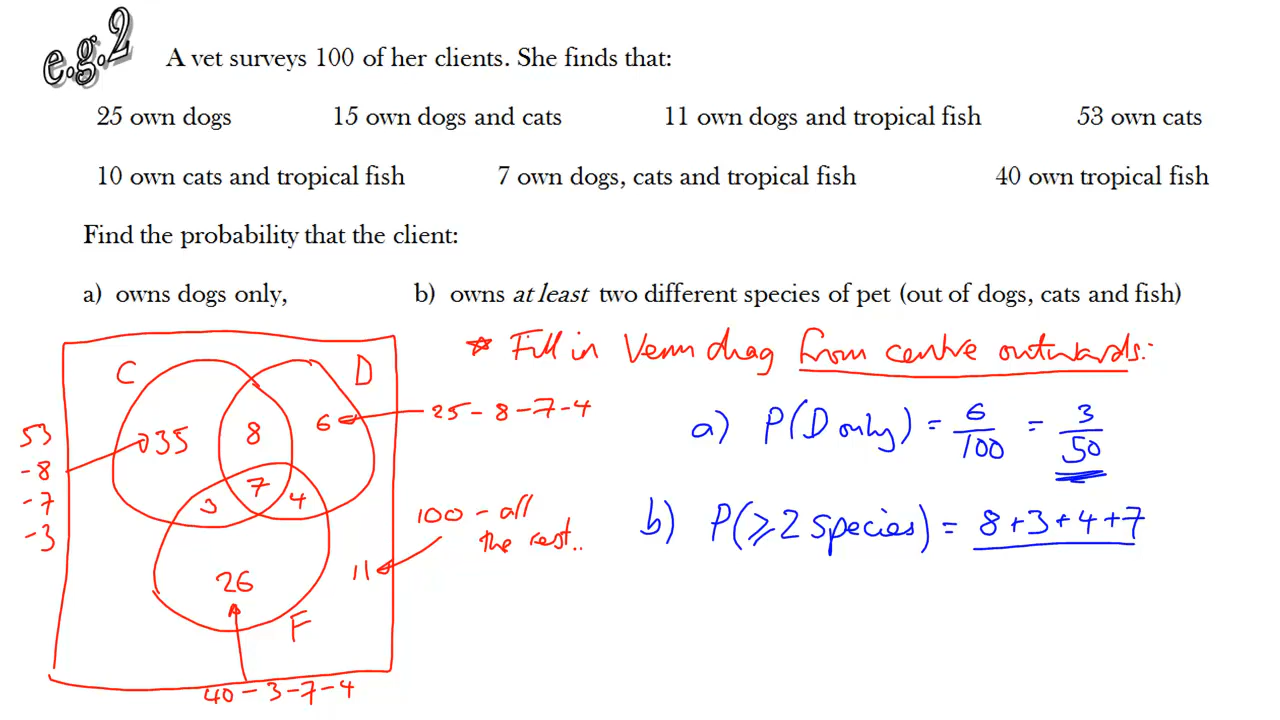 e.g.2
A vet surveys 100 of her clients. She finds that:
25 own dogs 15 own dogs and cats 11 own dogs and tropical fish 53 own cats
10 own cats and tropical fish 7 own dogs, cats and tropical fish 40 own tropical fish
Find the probability that the client:
a) owns dogs only, b) owns at least two different species of pet (out of dogs, cats and fish)
* Fill in Venn diag from centre outwards:-
C D
6 25 - 8 - 7 - 4
35 8
53
-8
-7
-3
7
3 4
26
11
F
40 - 3 - 7 - 4
100 - all
the rest..
a) P(D only) = 6/100 = 3/50
b) P(≥2 species) = 8+3+4+7